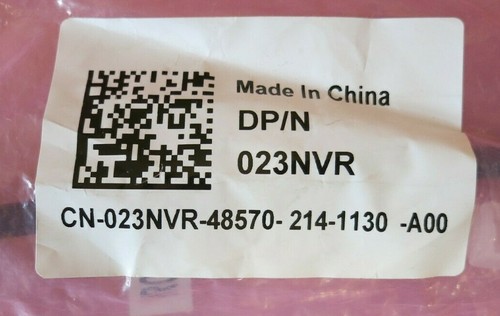 Made In China
DP/N
023NVR
CN-023NVR-48570- 214-1130 -A00